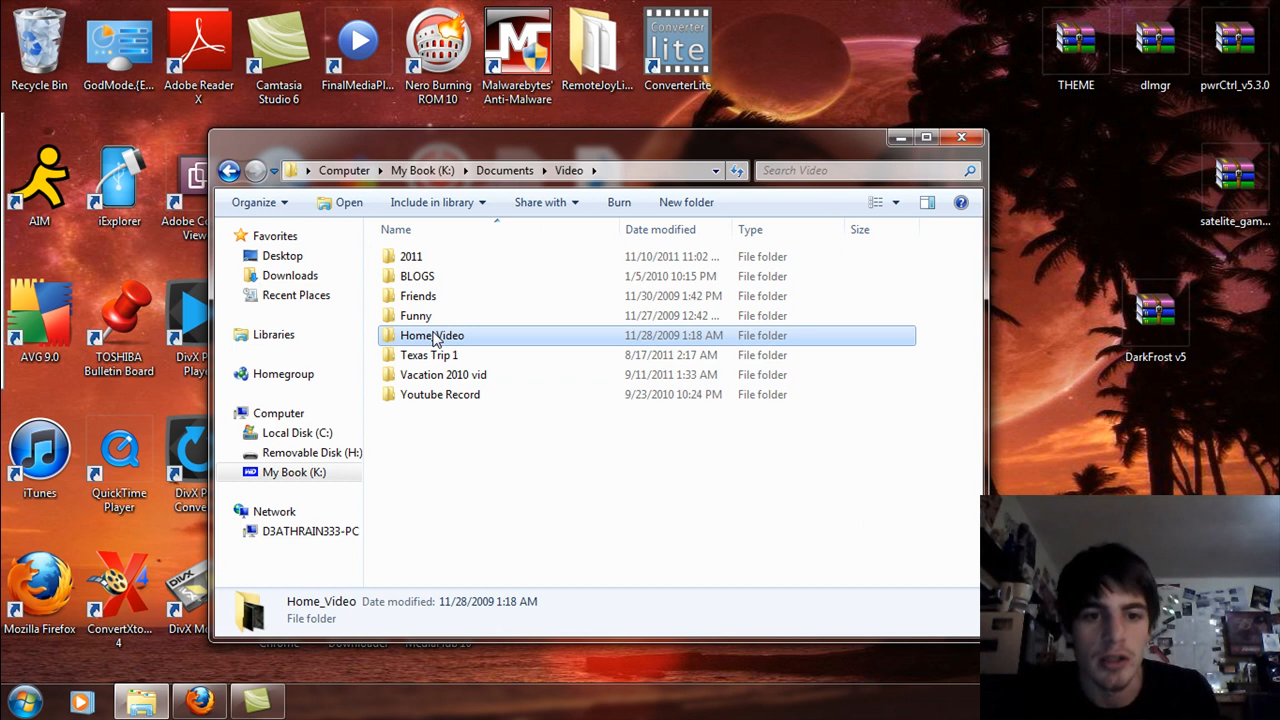 Recycle Bin
GodMode.{E...
Adobe Reader
X
Camtasia
Studio 6
FinalMediaPl...
Nero Burning
ROM 10
Malwarebytes'
Anti-Malware
RemoteJoyLi...
Converter
lite
ConverterLite
THEME
dlmgr
pwrCtrl_v5.3.0
AIM
iExplorer
Adobe Co
View
satelite_gam...
AVG 9.0
TOSHIBA
Bulletin Board
DivX P
Playe
DarkFrost v5
iTunes
QuickTime
Player
DivX P
Conve
Mozilla Firefox
ConvertXto...
4
DivX Mo
Computer
My Book (K:)
Documents
Video
Search Video
Organize
Open
Include in library
Share with
Burn
New folder
Name
Date modified
Type
Size
Favorites
Desktop
Downloads
Recent Places
Libraries
Homegroup
Computer
Local Disk (C:)
Removable Disk (H:)
My Book (K:)
Network
D3ATHRAIN333-PC
2011 11/10/2011 11:02 ... File folder
BLOGS 1/5/2010 10:15 PM File folder
Friends 11/30/2009 1:42 PM File folder
Funny 11/27/2009 12:42 ... File folder
Home_Video 11/28/2009 1:18 AM File folder
Texas Trip 1 8/17/2011 2:17 AM File folder
Vacation 2010 vid 9/11/2011 1:33 AM File folder
Youtube Record 9/23/2010 10:24 PM File folder
Home_Video Date modified: 11/28/2009 1:18 AM
File folder